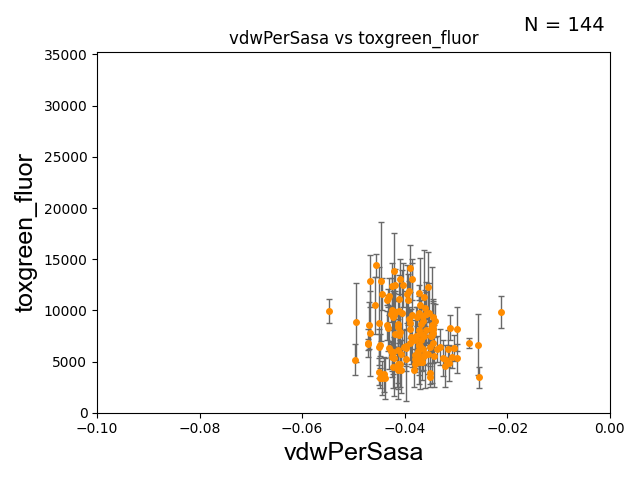 N = 144
vdwPerSasa vs toxgreen_fluor
35000
30000
25000
20000
15000
10000
5000
0
toxgreen_fluor
−0.10 −0.08 −0.06 −0.04 −0.02 0.00
vdwPerSasa